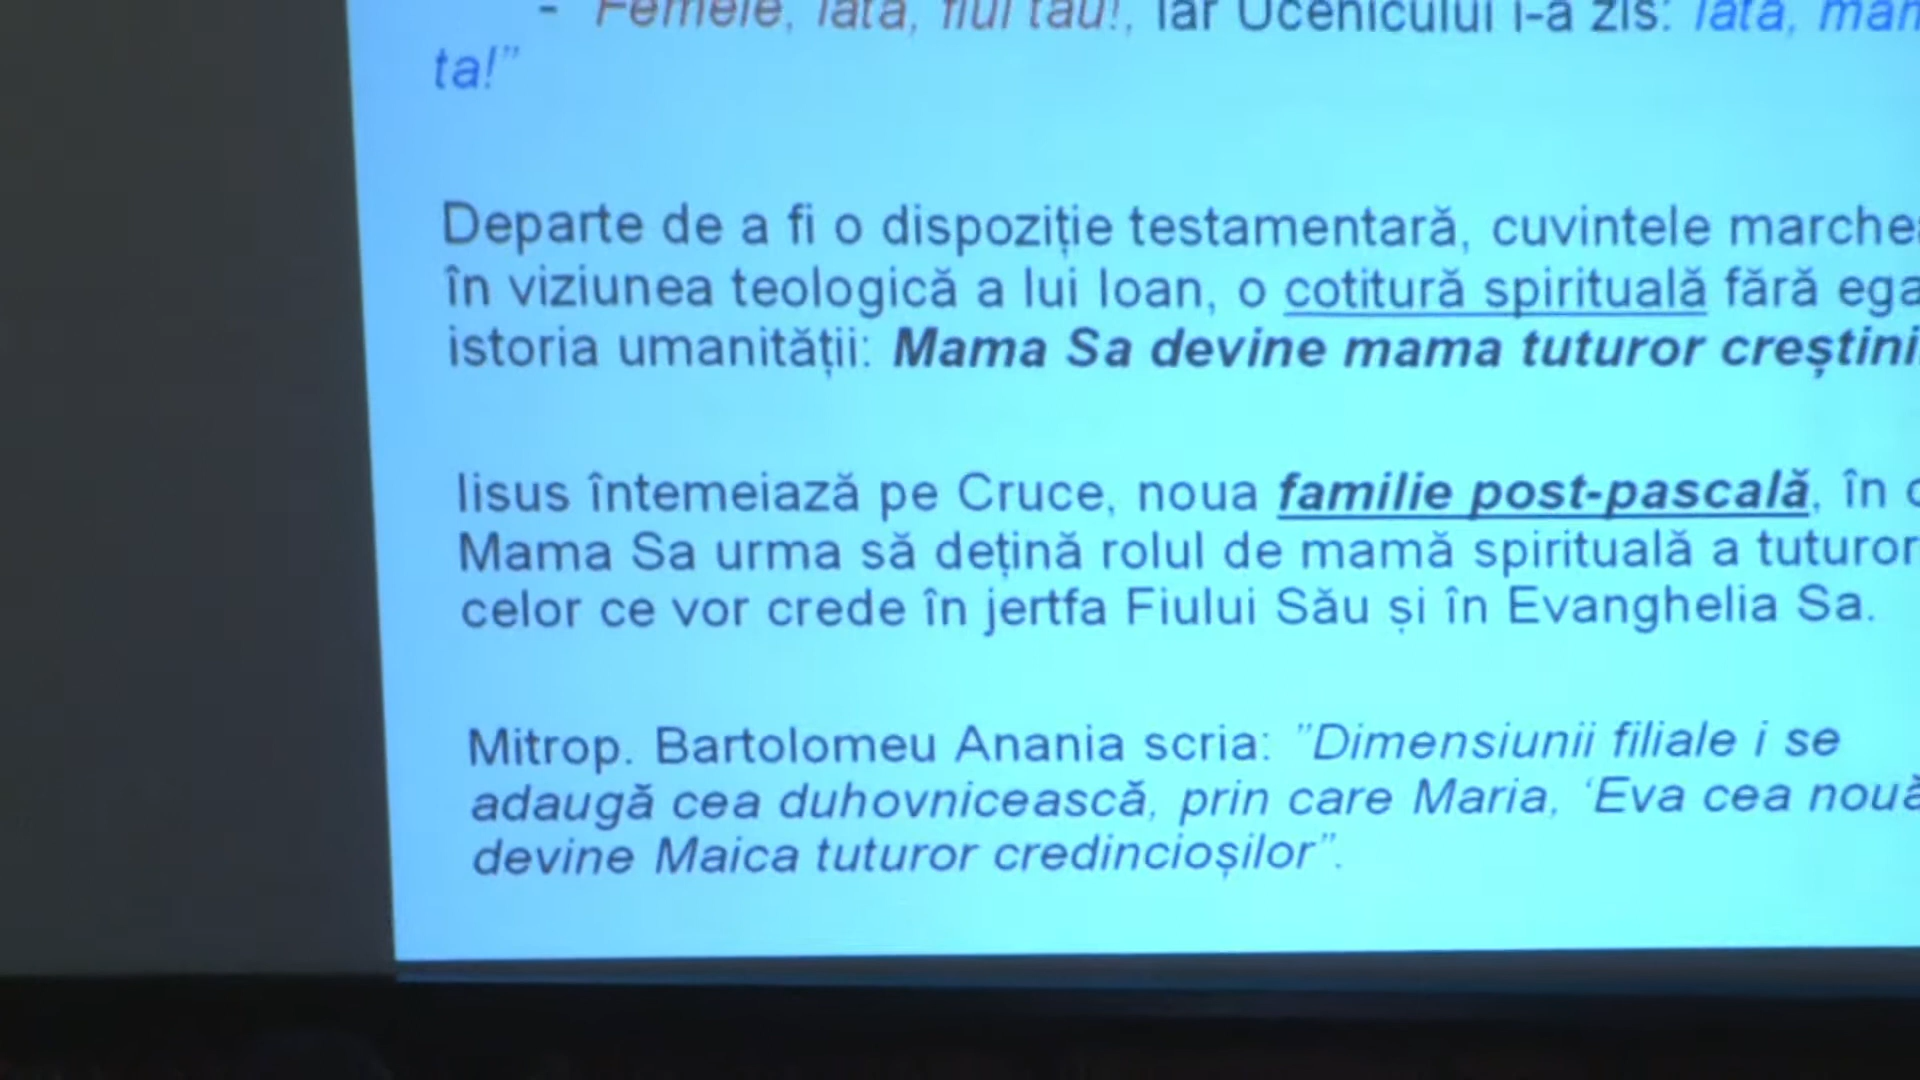 - Femeie, iată, fiul tău!, iar Ucenicului i-a zis: Iată,
ta!”
Departe de a fi o dispoziție testamentară, cuvintele
în viziunea teologică a lui Ioan, o cotitură spirituală fără
istoria umanității: Mama Sa devine mama tuturor
Iisus întemeiază pe Cruce, noua familie post-pascală, în
Mama Sa urma să dețină rolul de mamă spirituală a tuturor
celor ce vor crede în jertfa Fiului Său și în Evanghelia Sa.
Mitrop. Bartolomeu Anania scria: ”Dimensiunii filiale i se
adaugă cea duhovnicească, prin care Maria, ‘Eva cea nouă
devine Maica tuturor credincioșilor”.